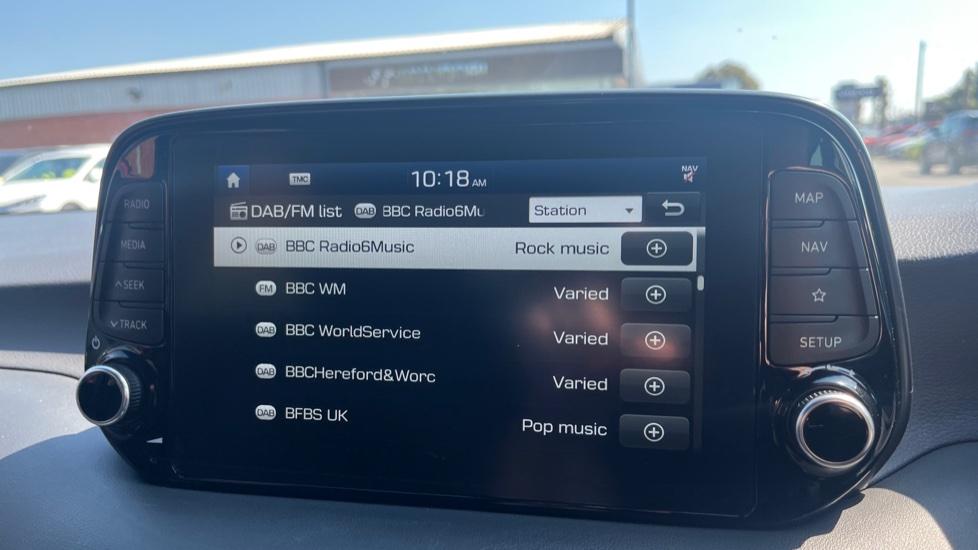 TMC
10:18 AM
NAV
DAB/FM list DAB BBC Radio6Mu
Station
DAB BBC Radio6Music Rock music
FM BBC WM Varied
DAB BBC WorldService Varied
DAB BBCHereford&Worc Varied
DAB BFBS UK Pop music
RADIO
MEDIA
SEEK
TRACK
MAP
NAV
SETUP